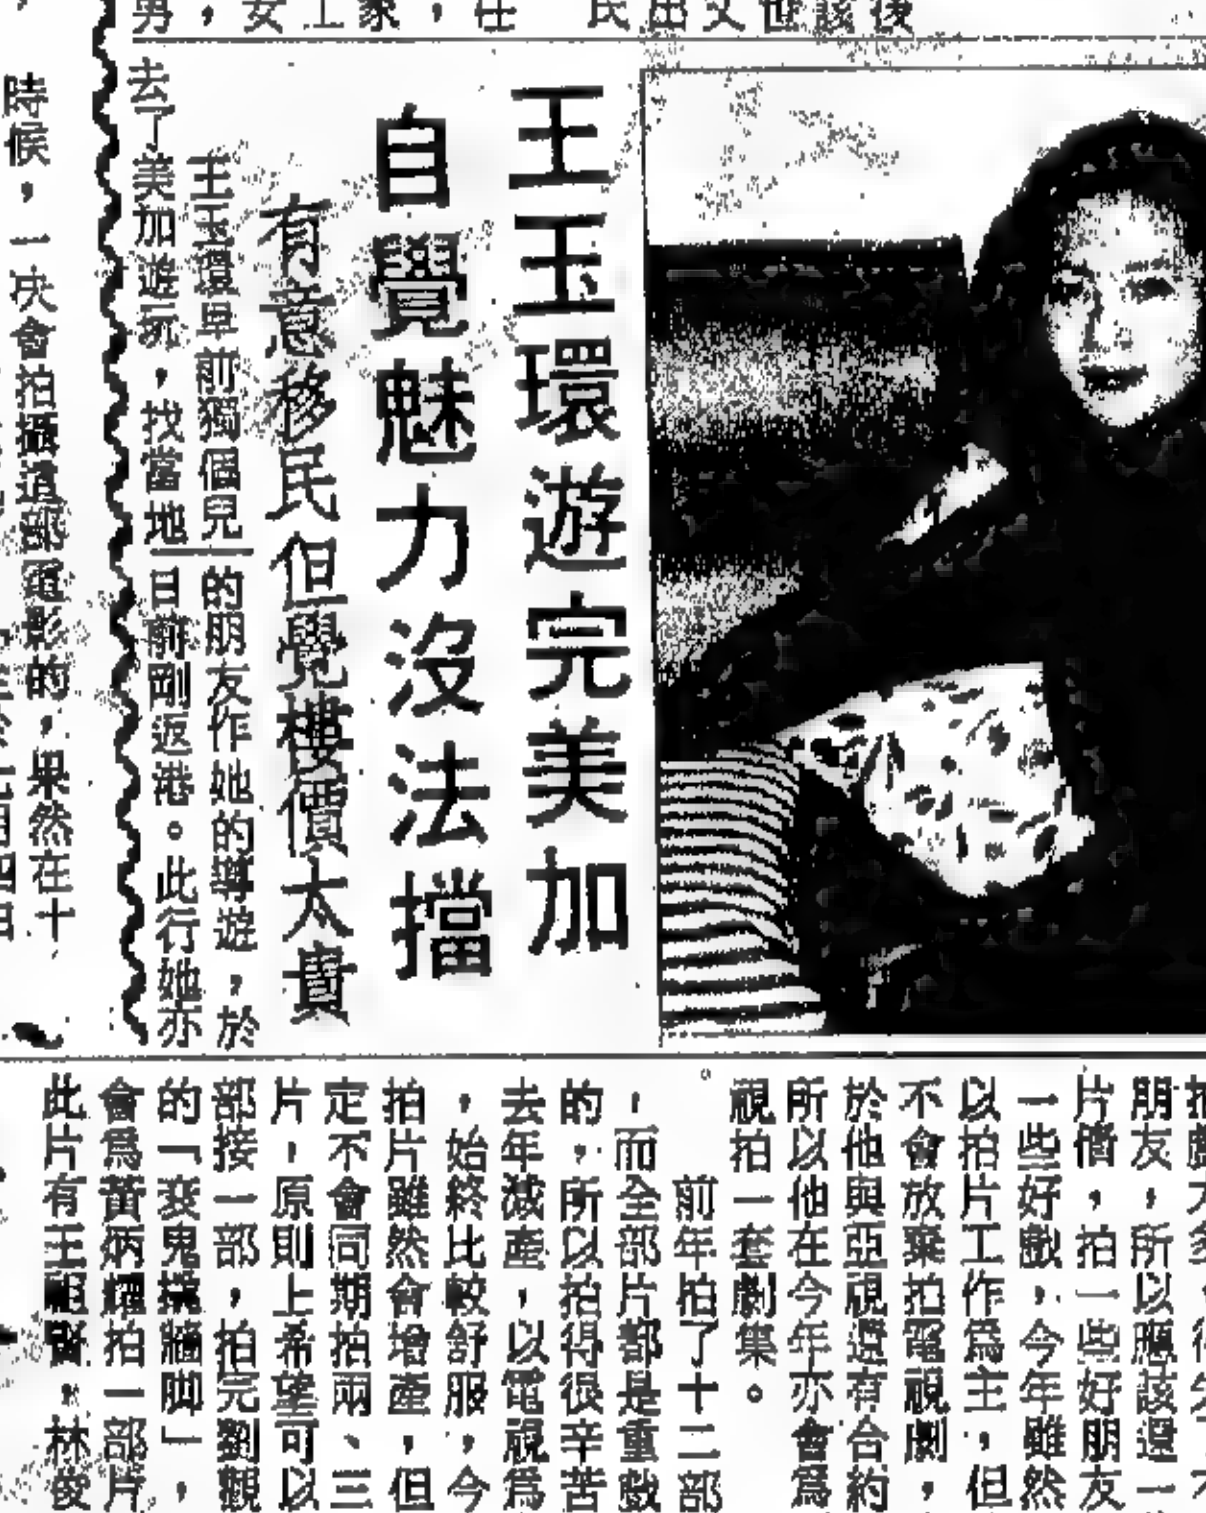 王玉環遊完美加
自覺魅力沒法擋
有意移民但覺樓價太貴
王玉環早前獨個兒
去了美加遊玩，找當地
的朋友作她的導遊，於
日前剛返港。此行她亦
時候，一決會拍攝這部電影的，果然在十
朋友，所以應該還一
片債，拍一些好朋友
一些好戲，今年雖然
以拍片工作為主，但
不會放棄拍電視劇，
於他與亞視還有合約
所以他在今年亦會為
視拍一套劇集。
前年拍了十二部
，而全部片都是重戲
的，所以拍得很辛苦
去年減產，以電視為
，始終比較舒服，今
拍片雖然會增產，但
定不會同期拍兩、三
片，原則上希望可以
部接一部，拍完劉觀
的「衰鬼撬牆脚」，
會為黃炳耀拍一部片
此片有王祖賢，林俊